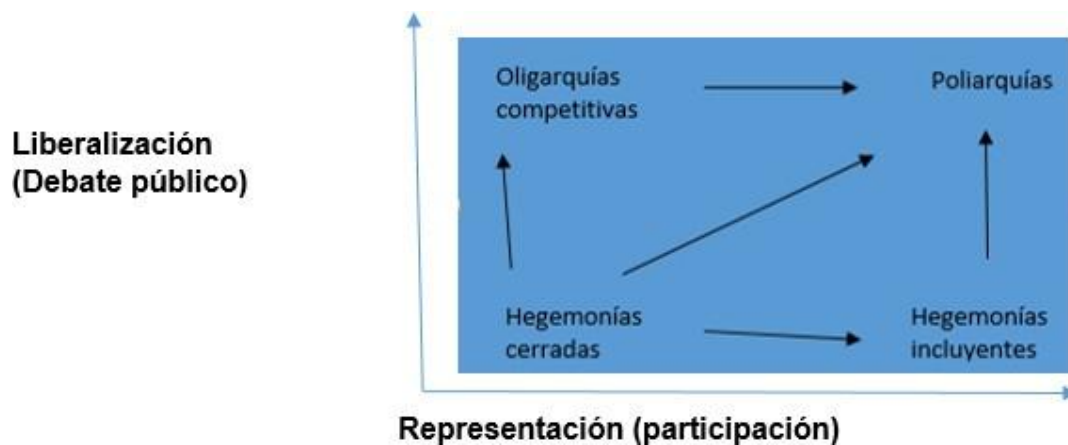 Oligarquías
competitivas
Poliarquías
Liberalización
(Debate público)
Hegemonías
cerradas
Hegemonías
incluyentes
Representación (participación)